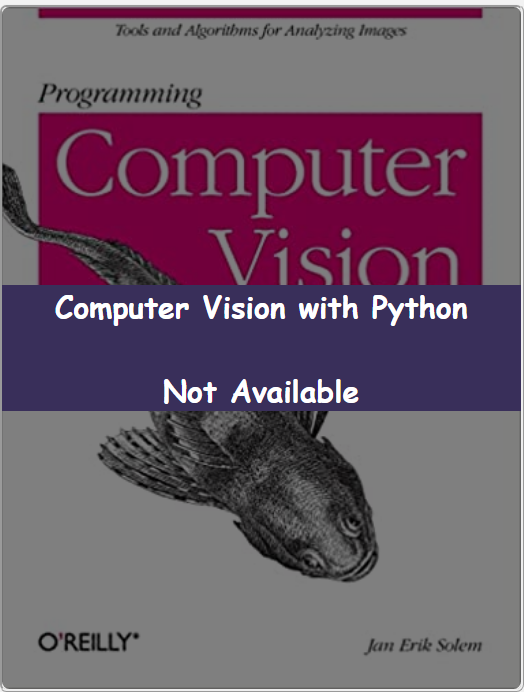 Tools and Algorithms for Analyzing Images
Programming
Computer
Vision
Computer Vision with Python
Not Available
O'REILLY®
Jan Erik Solem